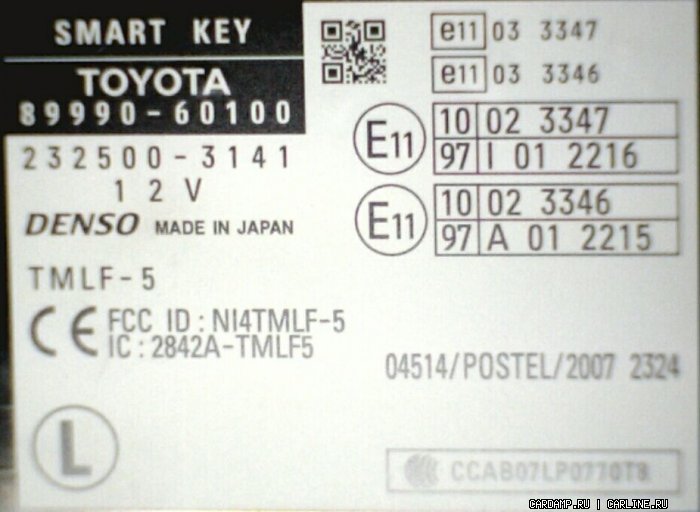 SMART KEY
TOYOTA
89990-60100
232500-3141
12V
DENSO MADE IN JAPAN
TMLF-5
CE FCC ID : NI4TMLF-5
IC : 2842A-TMLF5
L
e11 03 3347
e11 03 3346
E11 10 02 3347
97 I 01 2216
E11 10 02 3346
97 A 01 2215
04514/POSTEL/2007 2324
CCAB07LP0770T8
CARDAMP.RU | CARLINE.RU